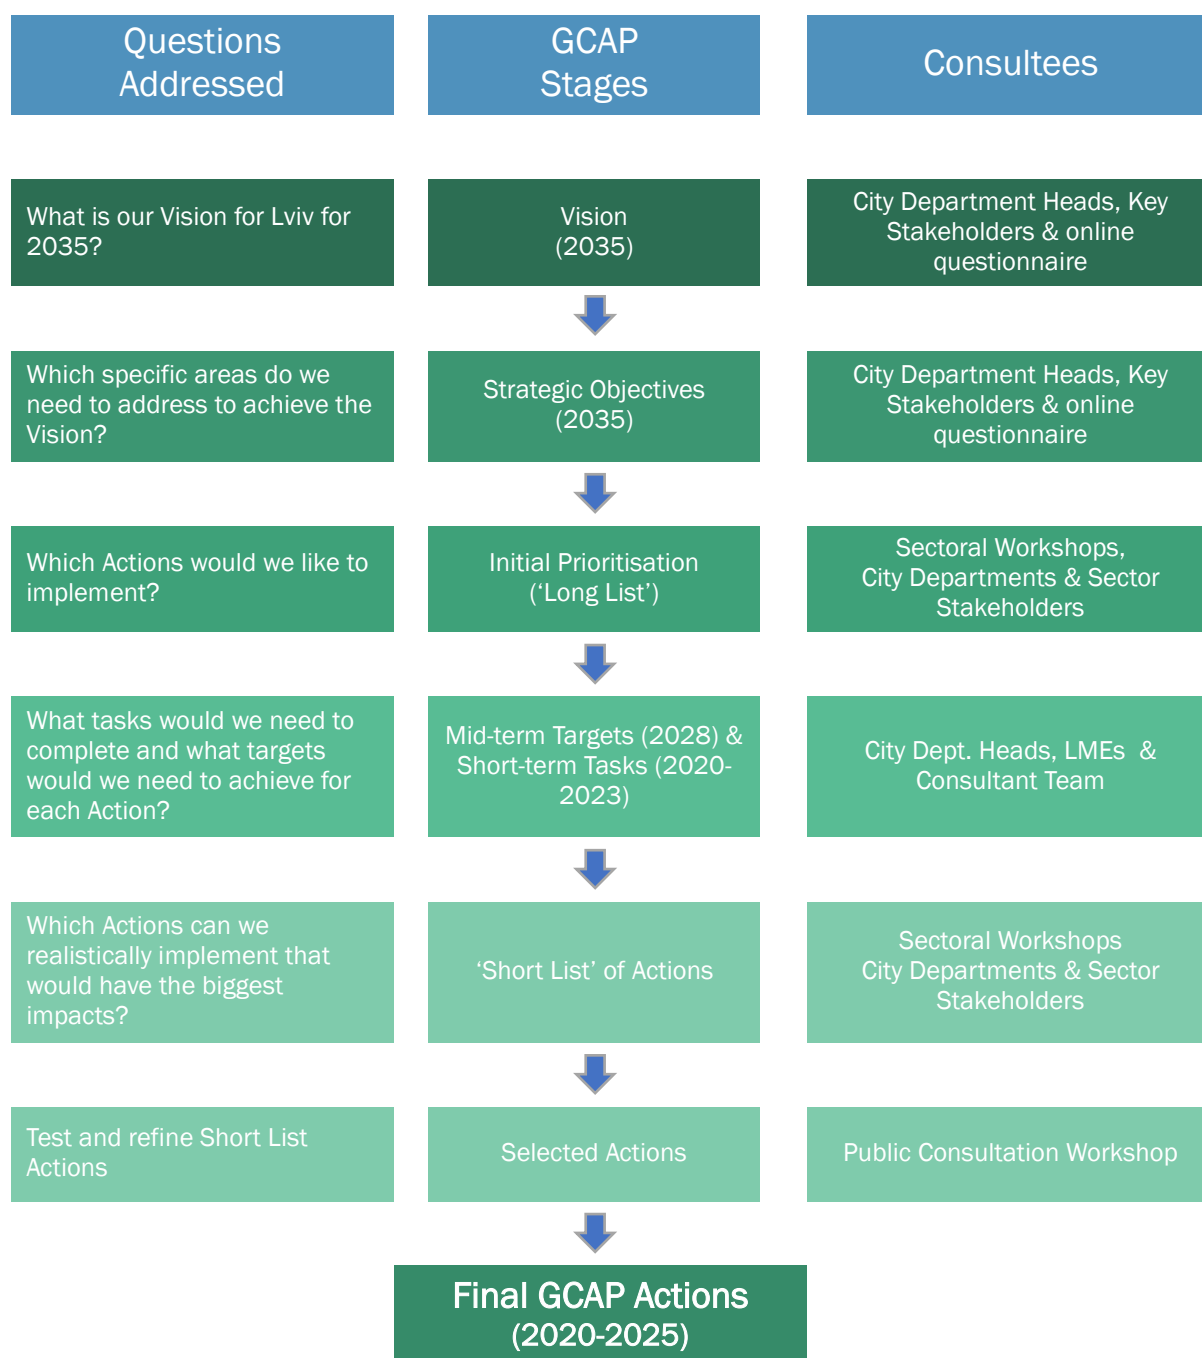 Questions
Addressed
GCAP
Stages
Consultees
What is our Vision for Lviv for
2035?
Vision
(2035)
City Department Heads, Key
Stakeholders & online
questionnaire
Which specific areas do we
need to address to achieve the
Vision?
Strategic Objectives
(2035)
City Department Heads, Key
Stakeholders & online
questionnaire
Which Actions would we like to
implement?
Initial Prioritisation
(‘Long List’)
Sectoral Workshops,
City Departments & Sector
Stakeholders
What tasks would we need to
complete and what targets
would we need to achieve for
each Action?
Mid-term Targets (2028) &
Short-term Tasks (2020-
2023)
City Dept. Heads, LMEs &
Consultant Team
Which Actions can we
realistically implement that
would have the biggest
impacts?
‘Short List’ of Actions
Sectoral Workshops
City Departments & Sector
Stakeholders
Test and refine Short List
Actions
Selected Actions
Public Consultation Workshop
Final GCAP Actions
(2020-2025)